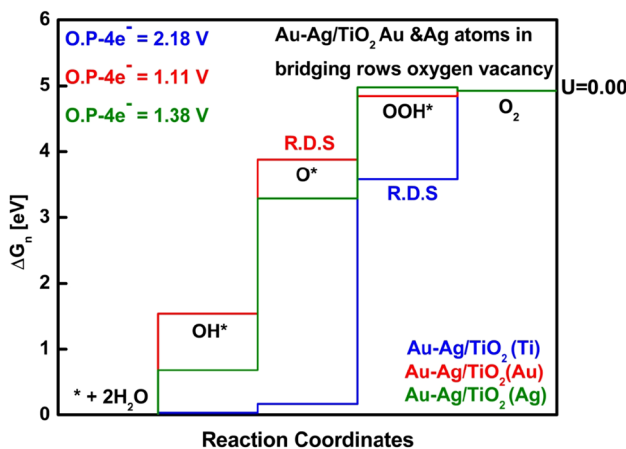 O.P-4e⁻ = 2.18 V
O.P-4e⁻ = 1.11 V
O.P-4e⁻ = 1.38 V
Au-Ag/TiO₂ Au &Ag atoms in
bridging rows oxygen vacancy
U=0.00
OOH*
O₂
R.D.S
O*
R.D.S
OH*
* + 2H₂O
Au-Ag/TiO₂(Ti)
Au-Ag/TiO₂(Au)
Au-Ag/TiO₂(Ag)
6
5
4
3
2
1
0
ΔGₙ [eV]
Reaction Coordinates